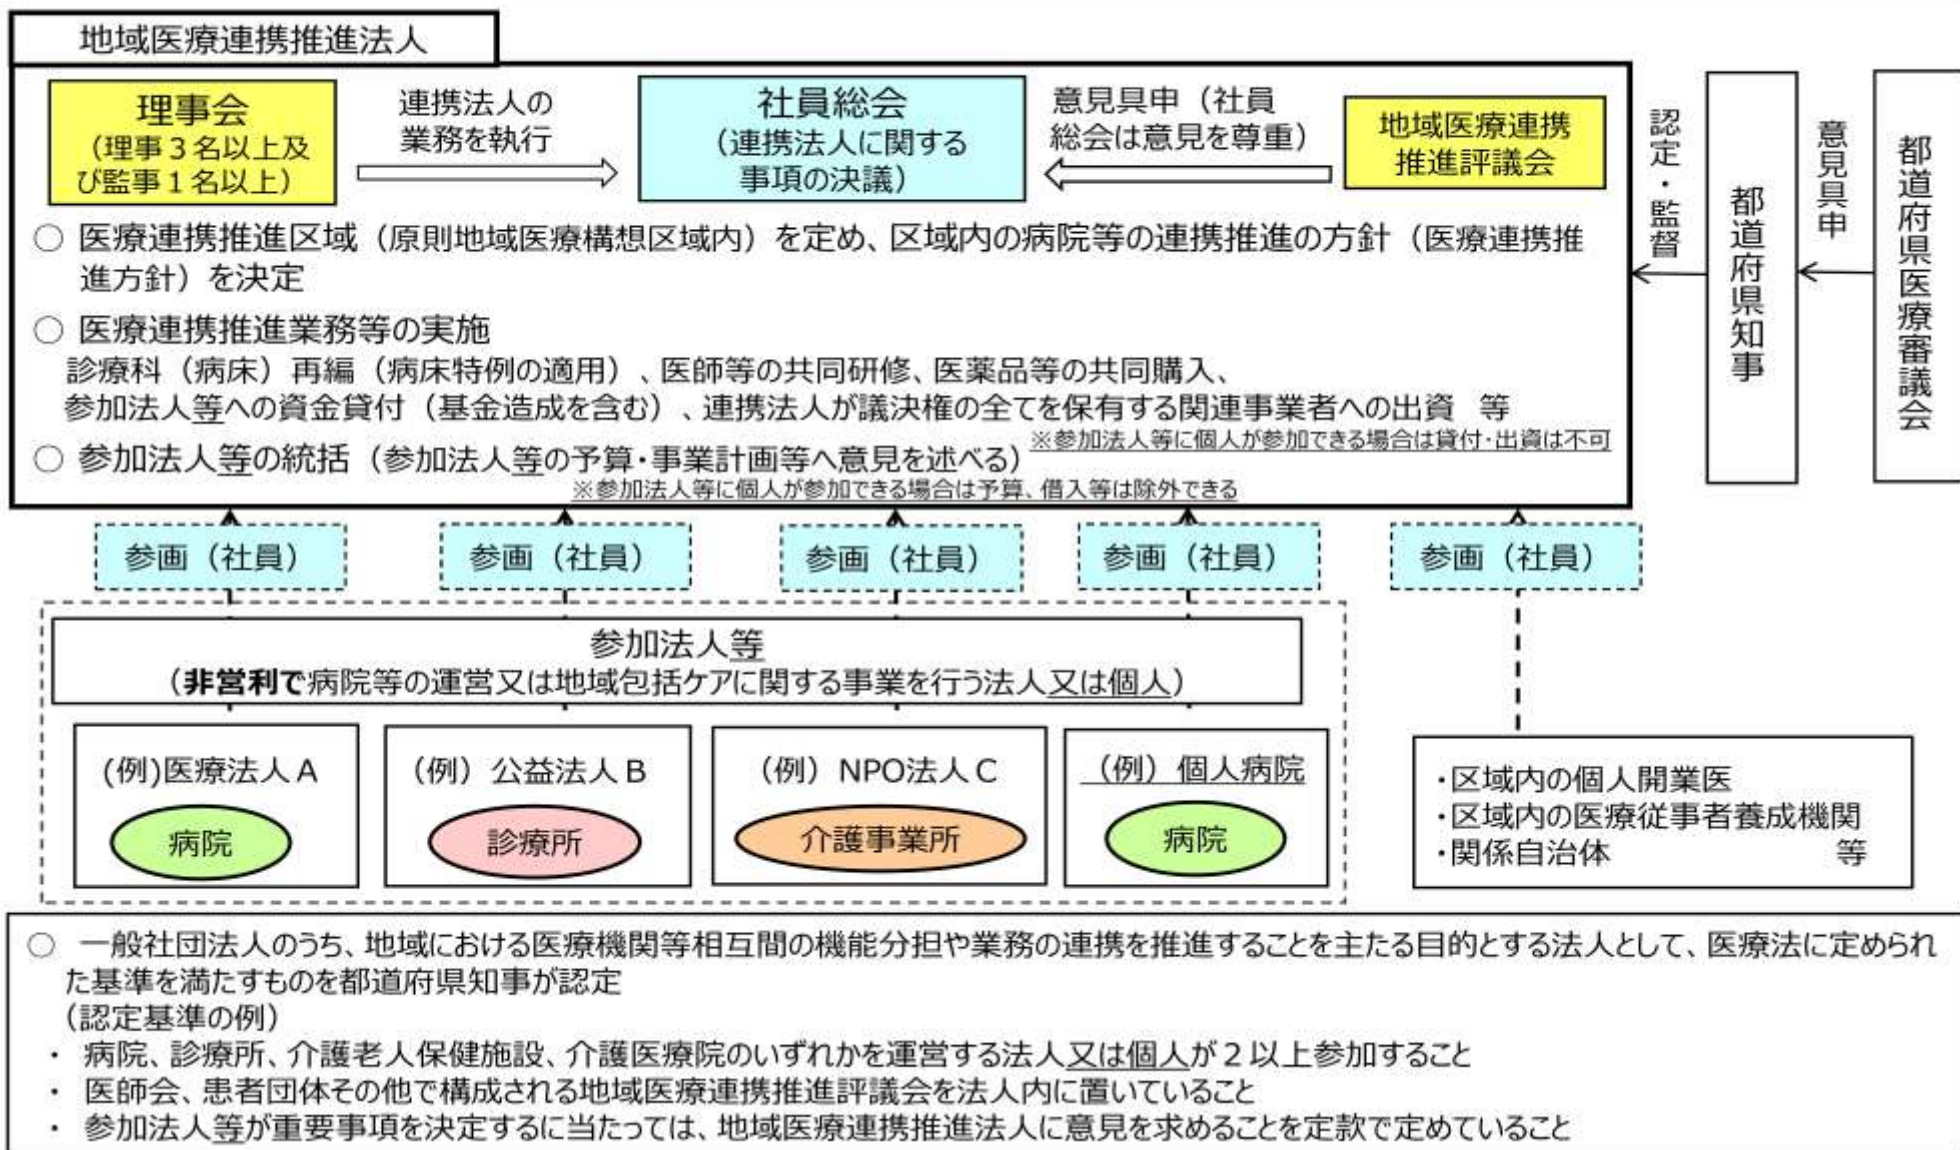 地域医療連携推進法人
理事会
（理事３名以上及
び監事１名以上）
連携法人の
業務を執行
社員総会
（連携法人に関する
事項の決議）
意見具申（社員
総会は意見を尊重）
地域医療連携
推進評議会
認定・監督
都道府県知事
意見具申
都道府県医療審議会
○ 医療連携推進区域（原則地域医療構想区域内）を定め、区域内の病院等の連携推進の方針（医療連携推
進方針）を決定
○ 医療連携推進業務等の実施
診療科（病床）再編（病床特例の適用）、医師等の共同研修、医薬品等の共同購入、
参加法人等への資金貸付（基金造成を含む）、連携法人が議決権の全てを保有する関連事業者への出資　等
※参加法人等に個人が参加できる場合は貸付・出資は不可
○ 参加法人等の統括（参加法人等の予算・事業計画等へ意見を述べる）
※参加法人等に個人が参加できる場合は予算、借入等は除外できる
参画（社員）
参画（社員）
参画（社員）
参画（社員）
参画（社員）
参加法人等
（非営利で病院等の運営又は地域包括ケアに関する事業を行う法人又は個人）
(例)医療法人Ａ
病院
（例）公益法人Ｂ
診療所
（例）NPO法人Ｃ
介護事業所
（例）個人病院
病院
・区域内の個人開業医
・区域内の医療従事者養成機関
・関係自治体　等
○　一般社団法人のうち、地域における医療機関等相互間の機能分担や業務の連携を推進することを主たる目的とする法人として、医療法に定められ
た基準を満たすものを都道府県知事が認定
（認定基準の例）
・ 病院、診療所、介護老人保健施設、介護医療院のいずれかを運営する法人又は個人が２以上参加すること
・ 医師会、患者団体その他で構成される地域医療連携推進評議会を法人内に置いていること
・ 参加法人等が重要事項を決定するに当たっては、地域医療連携推進法人に意見を求めることを定款で定めていること